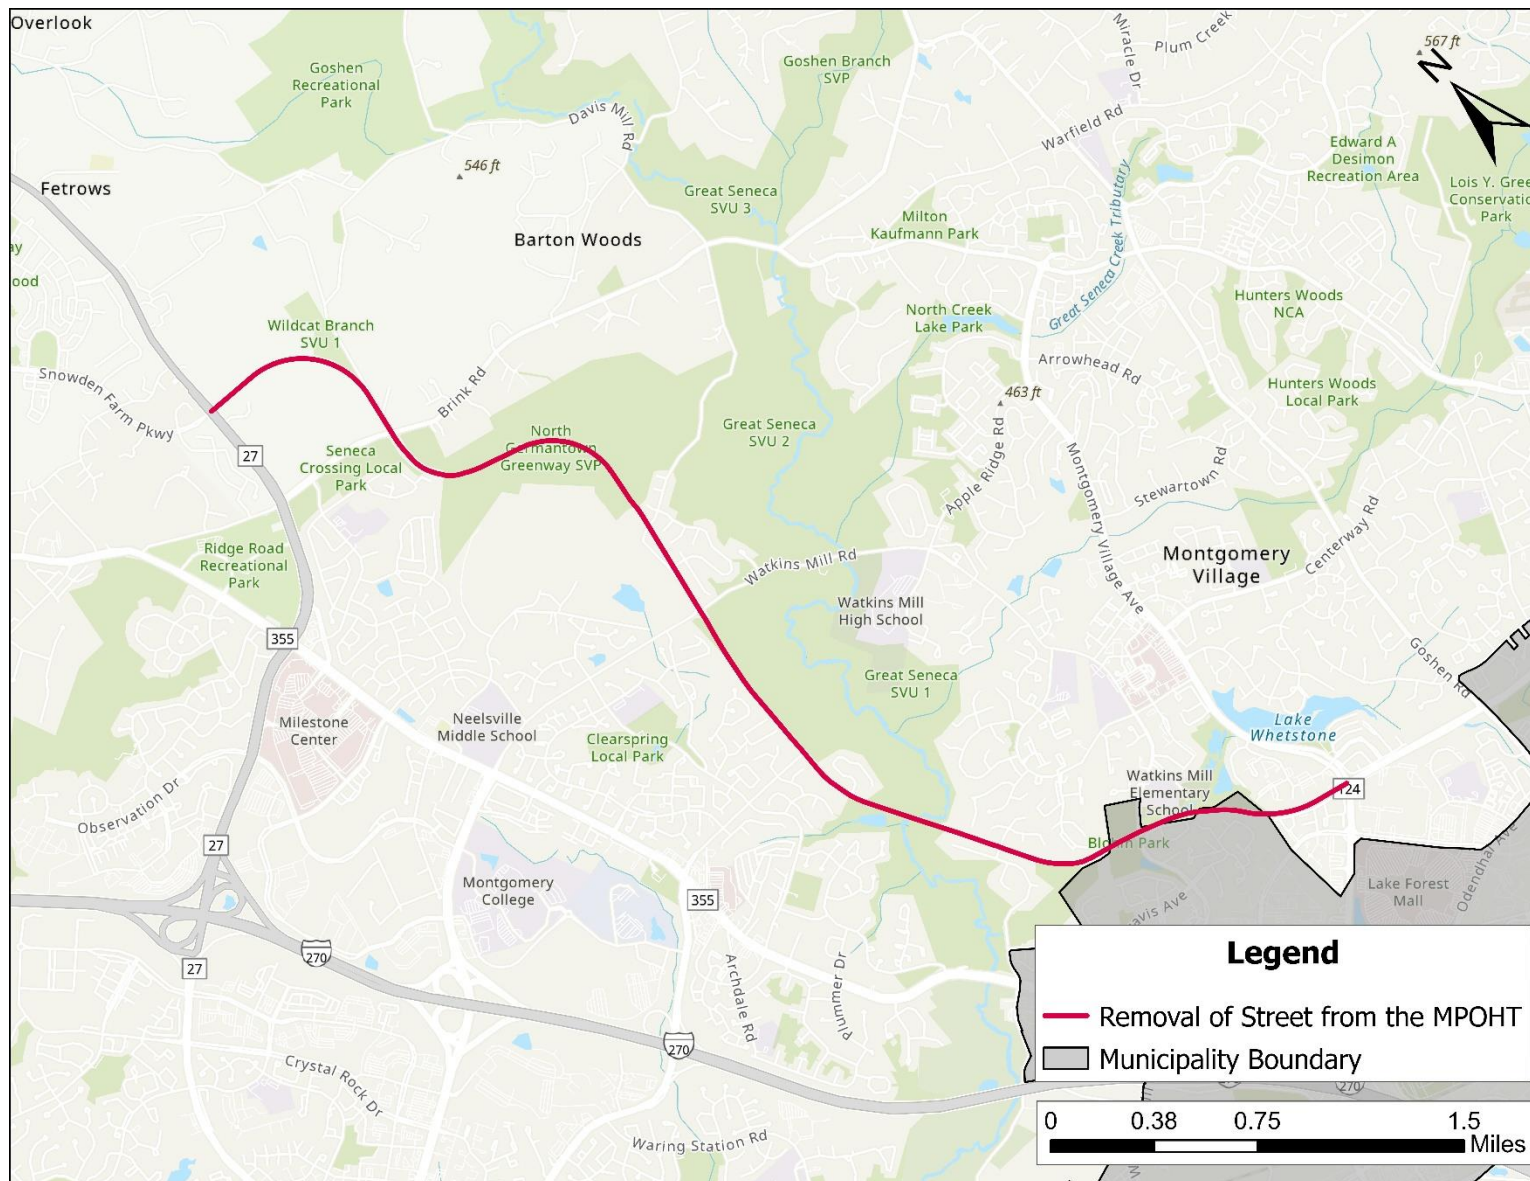 Overlook
567 ft
N
Miracle Dr
Plum Creek
Goshen
Recreational
Park
Goshen Branch
SVP
Davis Mill Rd
Warfield Rd
546 ft
Edward A
Desimon
Recreation Area
Fetrows
Great Seneca
SVU 3
Lois Y. Gree
Conservatio
Park
Milton
Kaufmann Park
Barton Woods
Great Seneca Creek Tributary
ay
ood
Hunters Woods
NCA
North Creek
Lake Park
Wildcat Branch
SVU 1
Arrowhead Rd
Snowden Farm Pkwy
Brink Rd
463 ft
Hunters Woods
Local Park
Great Seneca
SVU 2
North
Germantown
Greenway SVP
27
Seneca
Crossing Local
Park
Apple Ridge Rd
Montgomery Village Ave
Stewartown Rd
Centerway Rd
Ridge Road
Recreational
Park
Watkins Mill Rd
Montgomery
Village
Watkins Mill
High School
355
Goshen Rd
Great Seneca
SVU 1
Milestone
Center
Neelsville
Middle School
Clearspring
Local Park
Lake
Whetstone
Watkins Mill
Elementary
School
124
Observation Dr
27
Blohm Park
Odendhal Ave
Montgomery
College
355
Lake Forest
Mall
avis Ave
270
27
Archdale Rd
Plummer Dr
270
Crystal Rock Dr
Waring Station Rd
Legend
Removal of Street from the MPOHT
Municipality Boundary
270
0 0.38 0.75 1.5
Miles